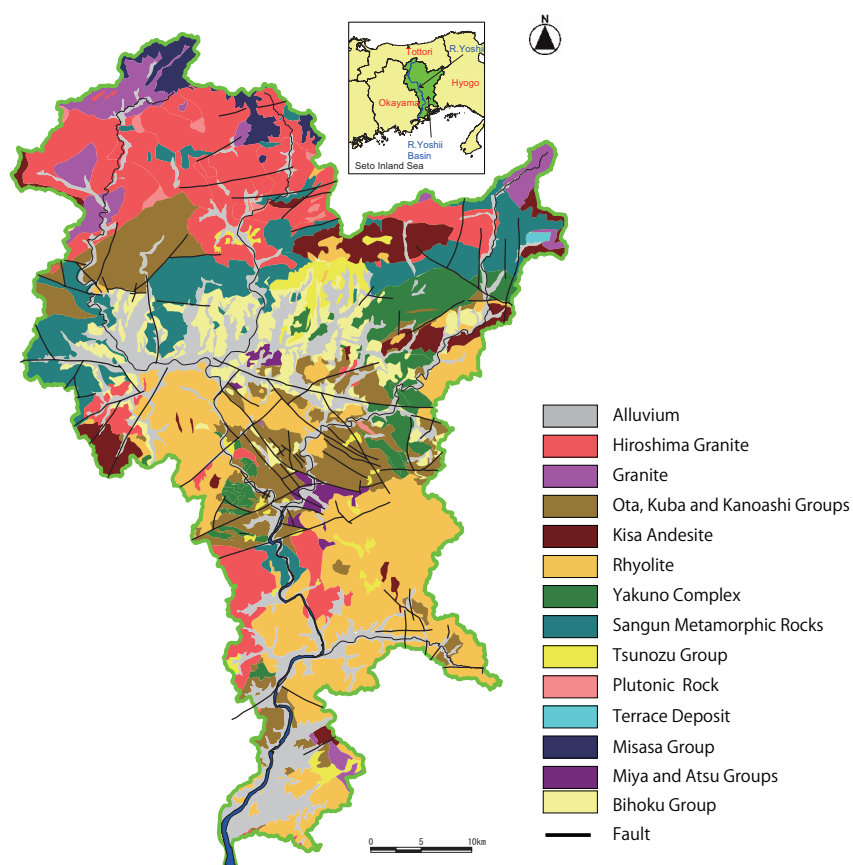 N
Tottori
R.Yoshi
Hyogo
Okayama
R.Yoshii
Basin
Seto Inland Sea
Alluvium
Hiroshima Granite
Granite
Ota, Kuba and Kanoashi Groups
Kisa Andesite
Rhyolite
Yakuno Complex
Sangun Metamorphic Rocks
Tsunozu Group
Plutonic Rock
Terrace Deposit
Misasa Group
Miya and Atsu Groups
Bihoku Group
Fault
0 5 10km